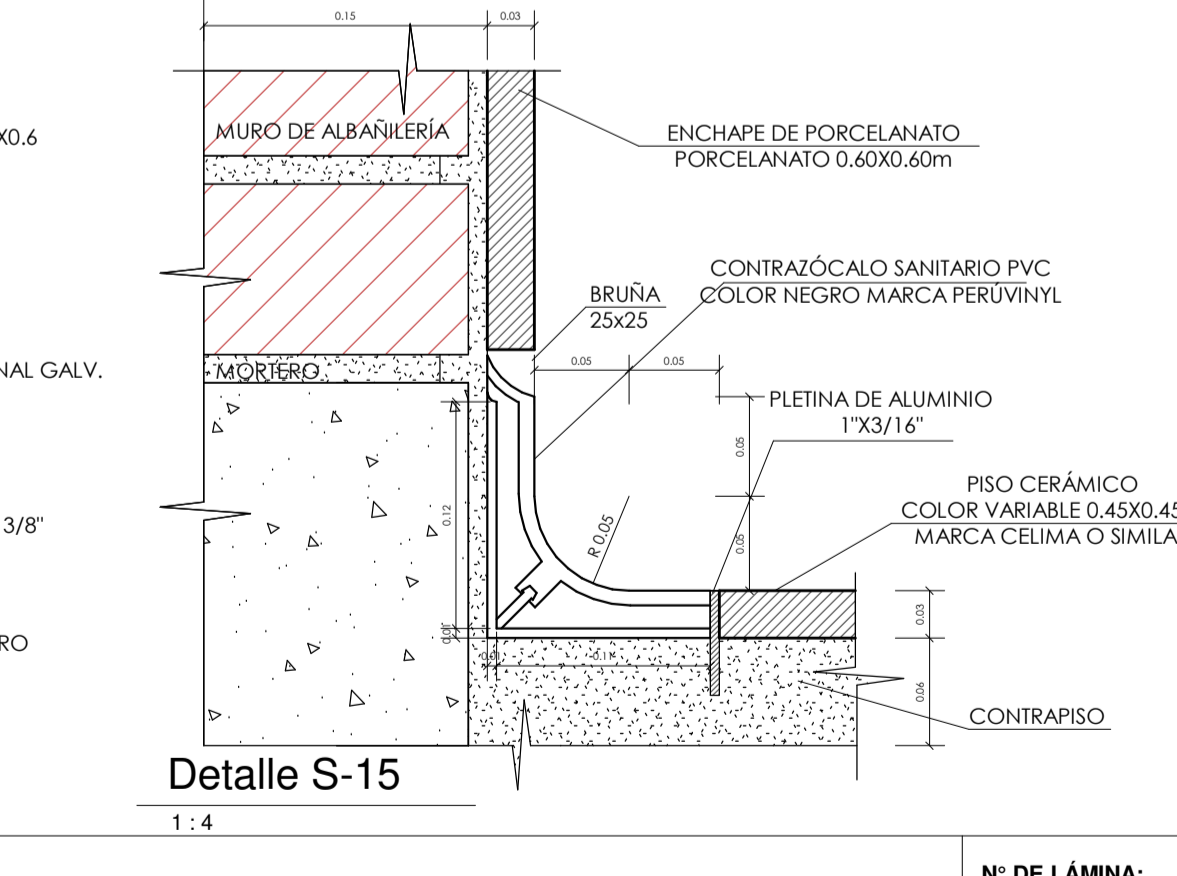 0.15
0.03
X0.6
MURO DE ALBAÑILERÍA
ENCHAPE DE PORCELANATO
PORCELANATO 0.60X0.60m
CONTRAZÓCALO SANITARIO PVC
COLOR NEGRO MARCA PERÚVINYL
BRUÑA
25x25
0.05
0.05
NAL GALV.
MORTERO
PLETINA DE ALUMINIO
1"X3/16"
0.05
PISO CERÁMICO
COLOR VARIABLE 0.45X0.45
MARCA CELIMA O SIMILA
3/8"
0.12
R 0.05
0.05
0.03
RO
0.01
0.01
0.11
0.06
CONTRAPISO
Detalle S-15
1 : 4
N° DE LÁMINA: